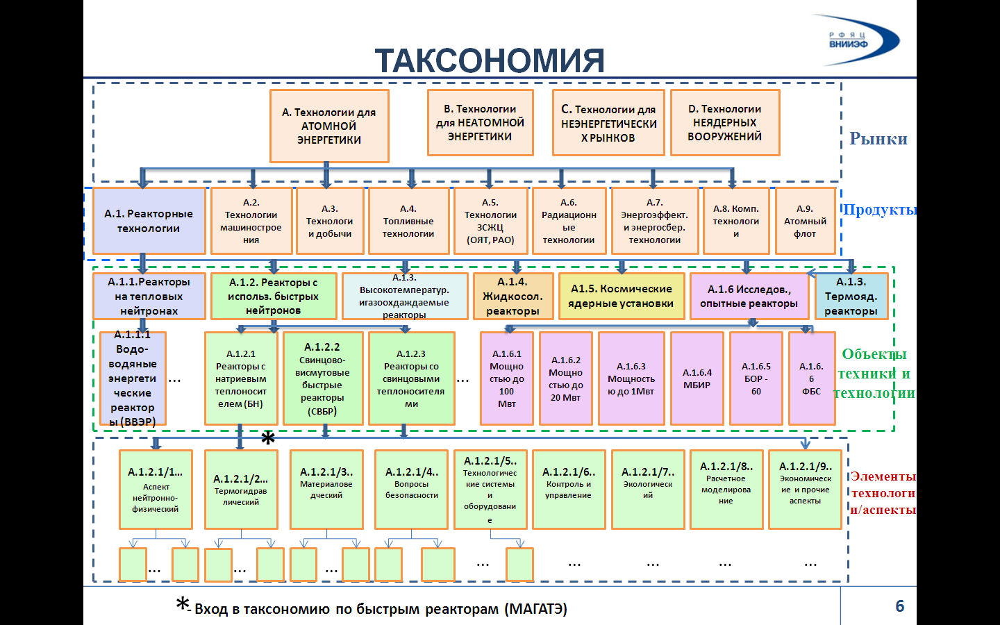 РФЯЦ
ВНИИЭФ
ТАКСОНОМИЯ
А. Технологии для
АТОМНОЙ
ЭНЕРГЕТИКИ
В. Технологии
для НЕАТОМНОЙ
ЭНЕРГЕТИКИ
С. Технологии для
НЕЭНЕРГЕТИЧЕСКИ
Х РЫНКОВ
D. Технологии
НЕЯДЕРНЫХ
ВООРУЖЕНИЙ
Рынки
А.1. Реакторные
технологии
А.2.
Технологии
машинострое
ния
А.3.
Технологи
и добычи
А.4.
Топливные
технологии
А.5.
Технологии
ЗСЖЦ
(ОЯТ, РАО)
А.6.
Радиационн
ые
технологии
А.7.
Энергоэффект.
и энергосбер.
технологии
А.8. Комп.
технологи
и
А.9.
Атомный
флот
Продукты
А.1.1.Реакторы
на тепловых
нейтронах
А.1.2. Реакторы с
использ. быстрых
нейтронов
А.1.3.
Высокотемператур.
игазоохдаждаемые
реакторы
А.1.4.
Жидкосол.
реакторы
А1.5. Космические
ядерные установки
А.1.6 Исследов.,
опытные реакторы
А.1.3.
Термояд.
реакторы
А.1.1.1
Водо-
водяные
энергети
ческие
реактор
ы (ВВЭР)
...
А.1.2.1
Реакторы с
натриевым
теплоносит
елем (БН)
А.1.2.2
Свинцово-
висмутовые
быстрые
реакторы
(СВБР)
А.1.2.3
Реакторы со
свинцовыми
теплоносителя
ми
...
А.1.6.1
Мощно
стью до
100
Мвт
А.1.6.2
Мощно
стью до
20 Мвт
А.1.6.3
Мощность
ю до 1Мвт
А.1.6.4
МБИР
А.1.6.5
БОР -
60
А.1.6.
6
ФБС
Объекты
техники и
технологии
*
А.1.2.1/1...
Аспект
нейтронно-
физический
А.1.2.1/2...
Термогидрав
лический
А.1.2.1/3..
Материалове
дческий
А.1.2.1/4..
Вопросы
безопасности
А.1.2.1/5..
Технологичес
кие системы
и
оборудовани
е
А.1.2.1/6..
Контроль и
управление
А.1.2.1/7..
Экологическ
ий
А.1.2.1/8..
Расчетное
моделирова
ние
А.1.2.1/9..
Экономическ
ие и прочие
аспекты
Элементы
технологи
и/аспекты
...
...
...
...
...
...
...
...
*- Вход в таксономию по быстрым реакторам (МАГАТЭ)
6